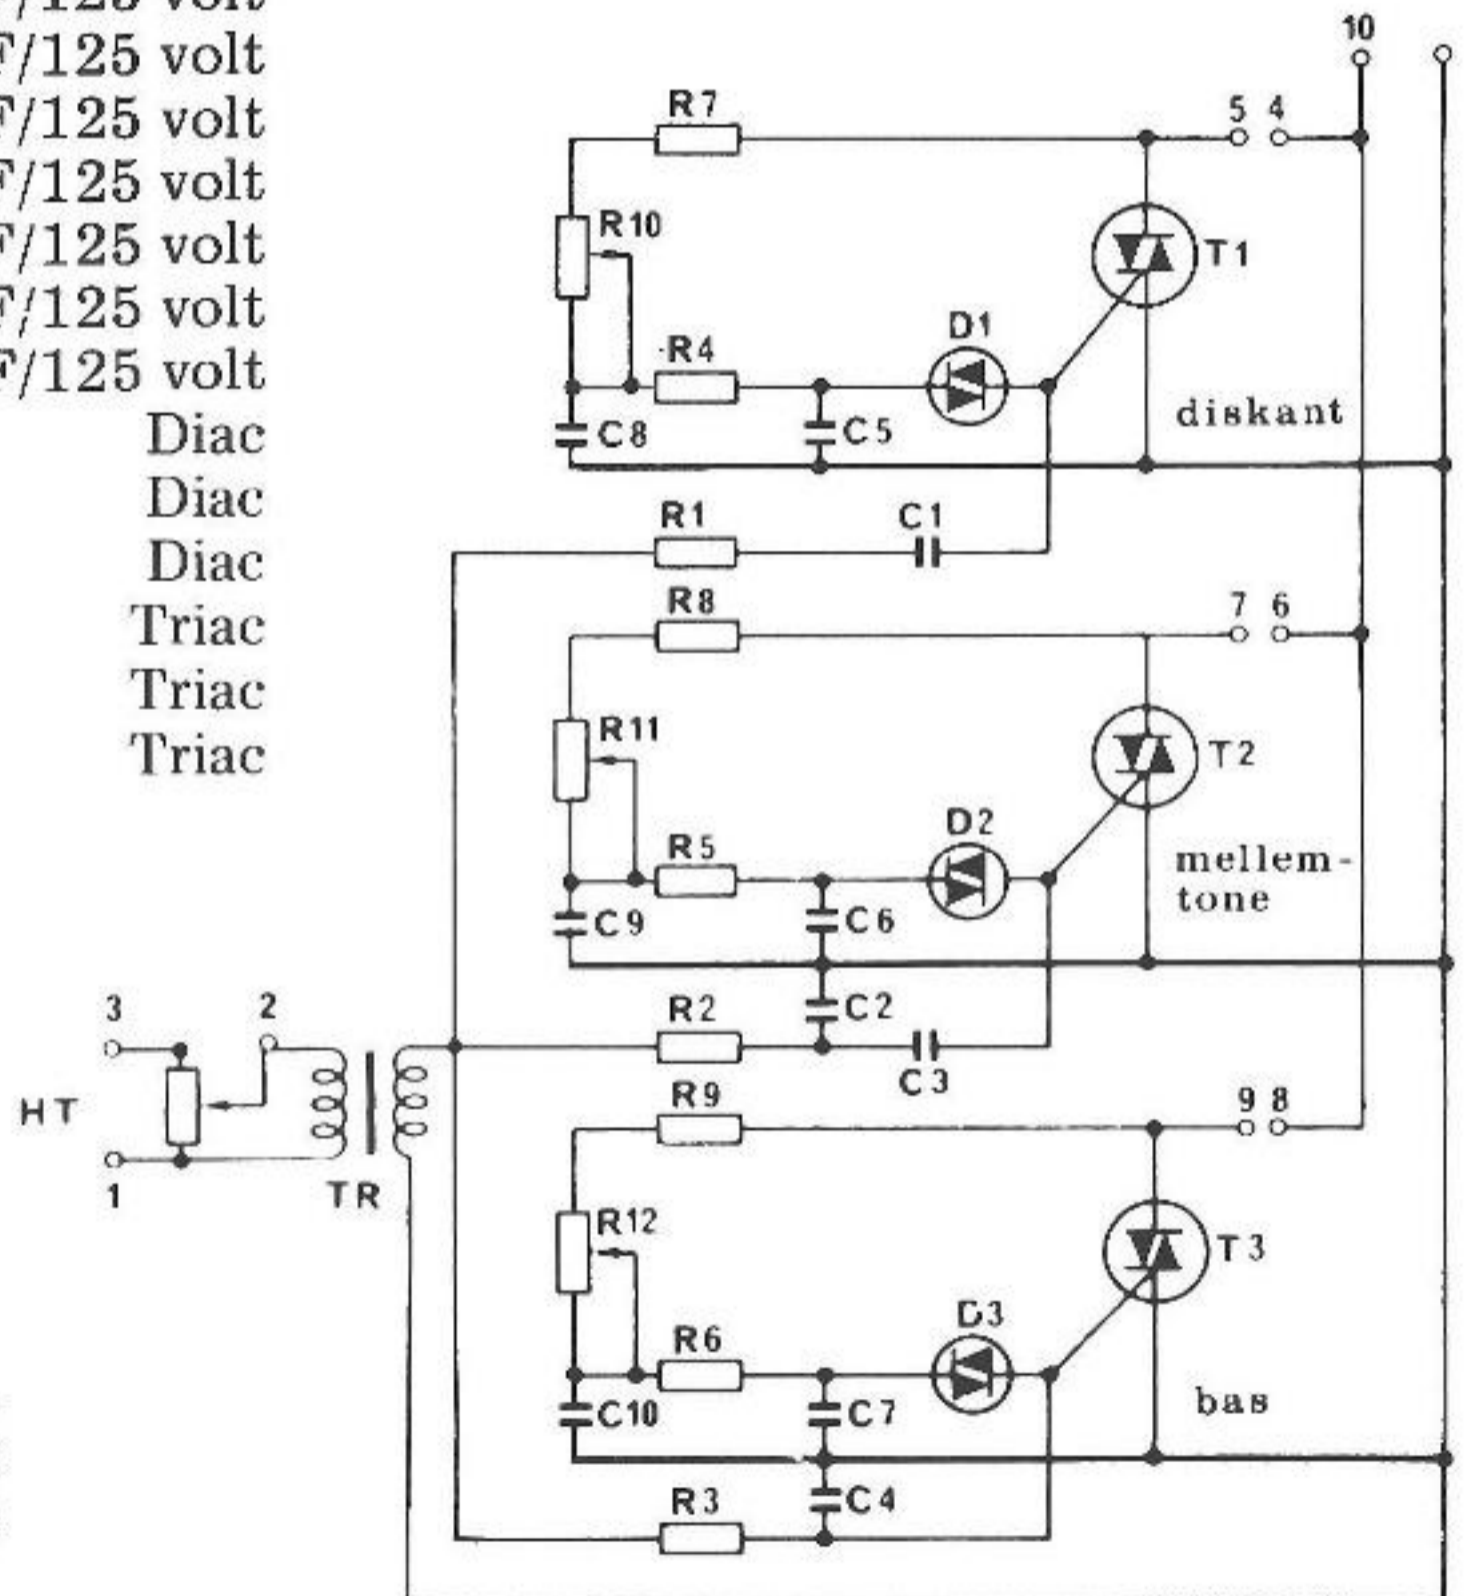 F/125 volt
F/125 volt
F/125 volt
F/125 volt
F/125 volt
F/125 volt
F/125 volt
Diac
Diac
Diac
Triac
Triac
Triac
10
R7
5 4
R10
T1
D1
R4
diskant
C8
C5
R1
C1
R8
7 6
R11
T2
D2
R5
mellem-
tone
C9
C6
3
2
R2
C2
C3
HT
R9
9 8
1
TR
R12
T3
D3
R6
bas
C10
C7
R3
C4